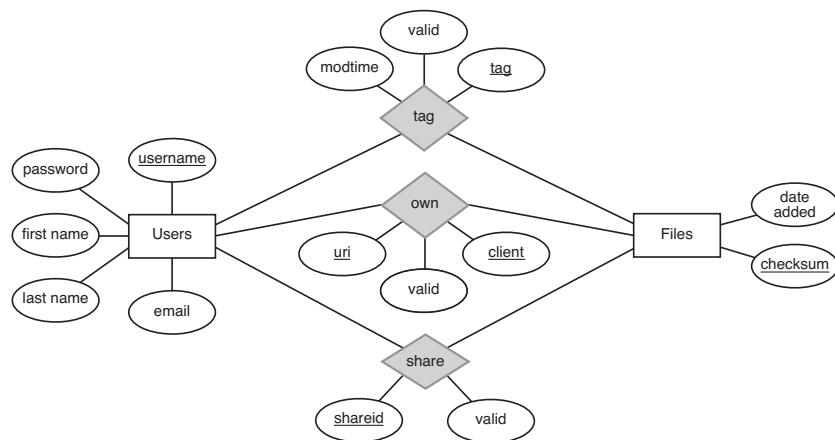 valid
modtime
tag
tag
password
username
first name
Users
last name
email
own
uri
client
valid
Files
date
added
checksum
share
shareid
valid